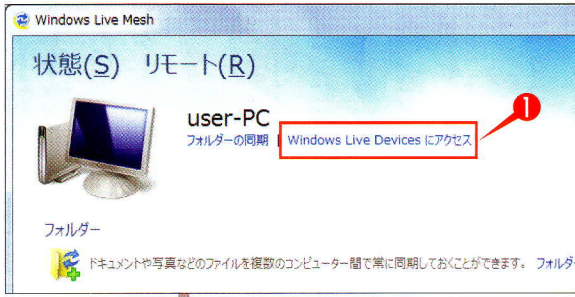 Windows Live Mesh
状態(S) リモート(R)
user-PC
フォルダーの同期 | Windows Live Devices にアクセス
1
フォルダー
ドキュメントや写真などのファイルを複数のコンピューター間で常に同期しておくことができます。 フォルダ